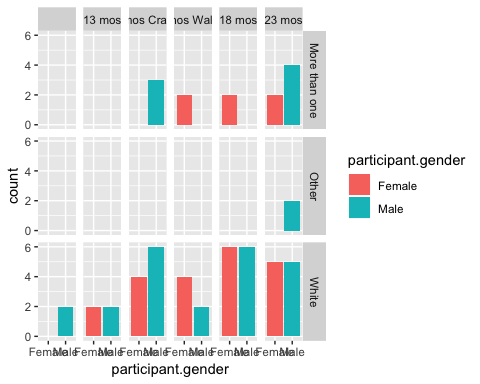 13 mos
nos Cra
nos Wal
18 mos
23 mos
6
4
2
0
More than one
6
4
2
0
Other
6
4
2
0
White
count
Female Male Female Male Female Male Female Male Female Male Female Male
participant.gender
participant.gender
Female
Male